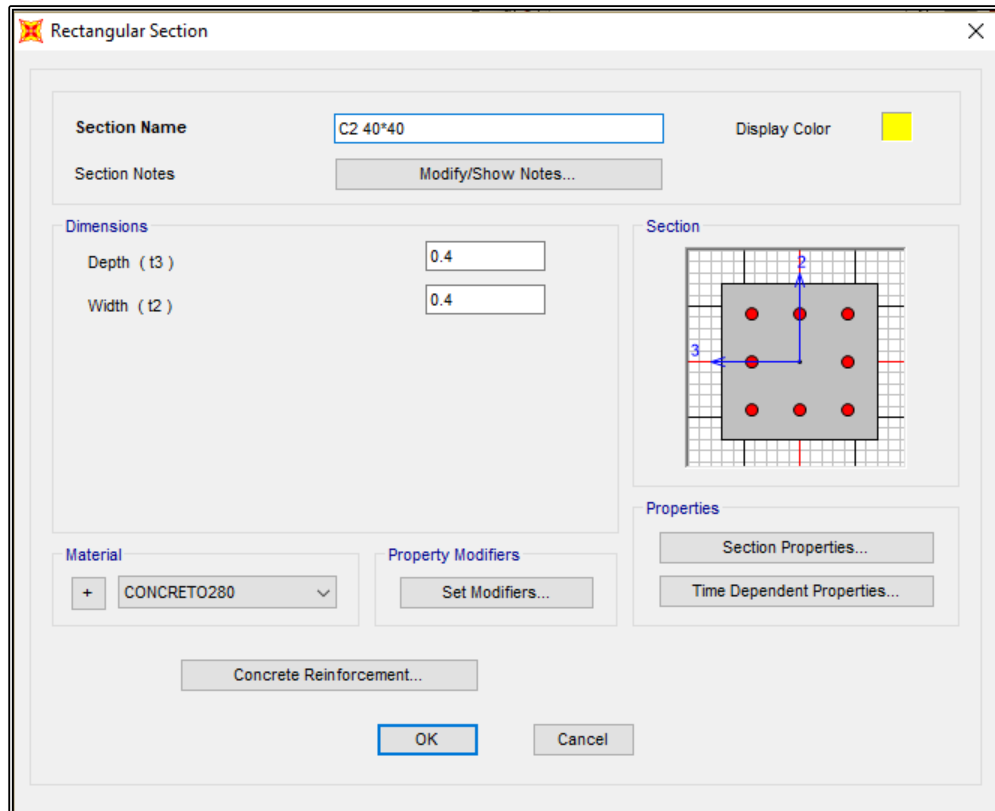 Rectangular Section
Section Name
C2 40*40
Display Color
Section Notes
Modify/Show Notes...
Dimensions
Depth ( t3 )
0.4
Width ( t2 )
0.4
Section
2
3
Properties
Section Properties...
Time Dependent Properties...
Material
+
CONCRETO280
Property Modifiers
Set Modifiers...
Concrete Reinforcement...
OK
Cancel